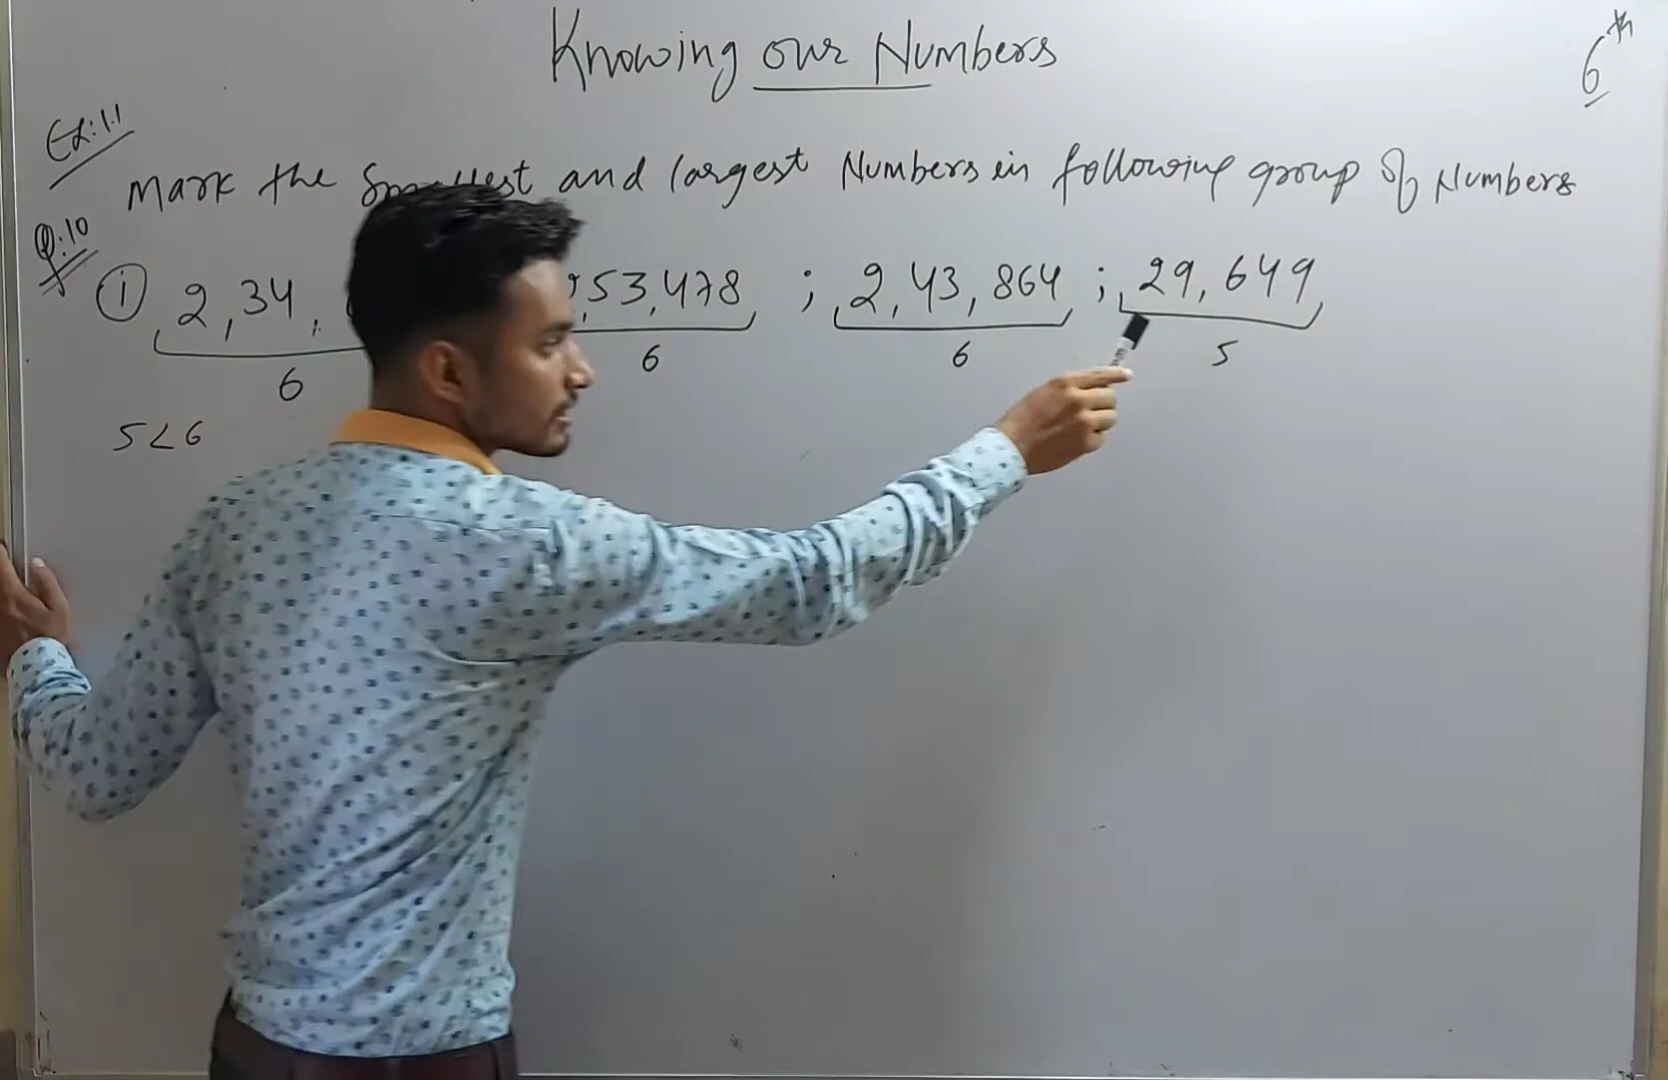 Knowing our Numbers
6th
Ex:1.1
Mark the Smallest and largest Numbers in following group of Numbers
Q:10
① 2,34, 53,478 ; 2,43,864 ; 29,649
6 6 6 5
5<6